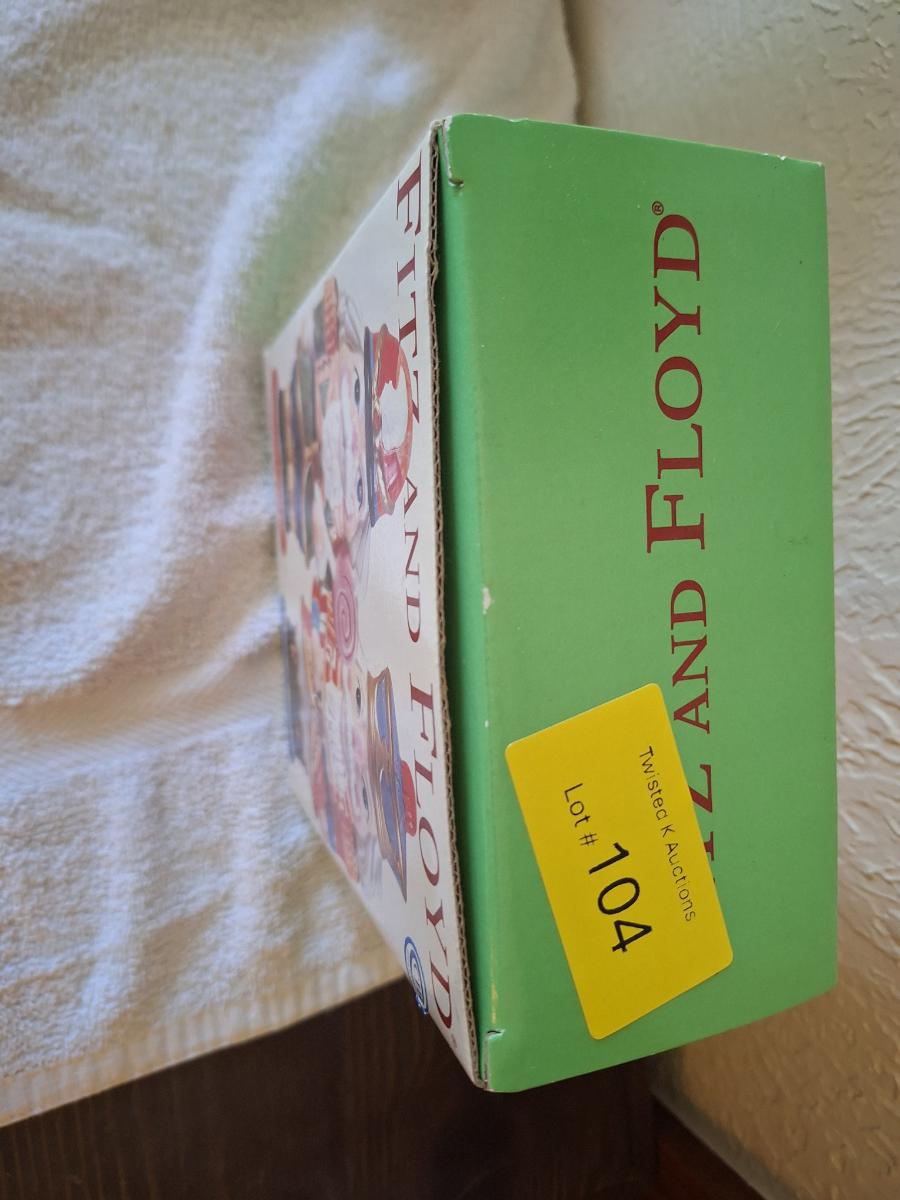 FITZ AND FLOYD
Z AND FLOYD®
Twisted K Auctions
Lot # 104